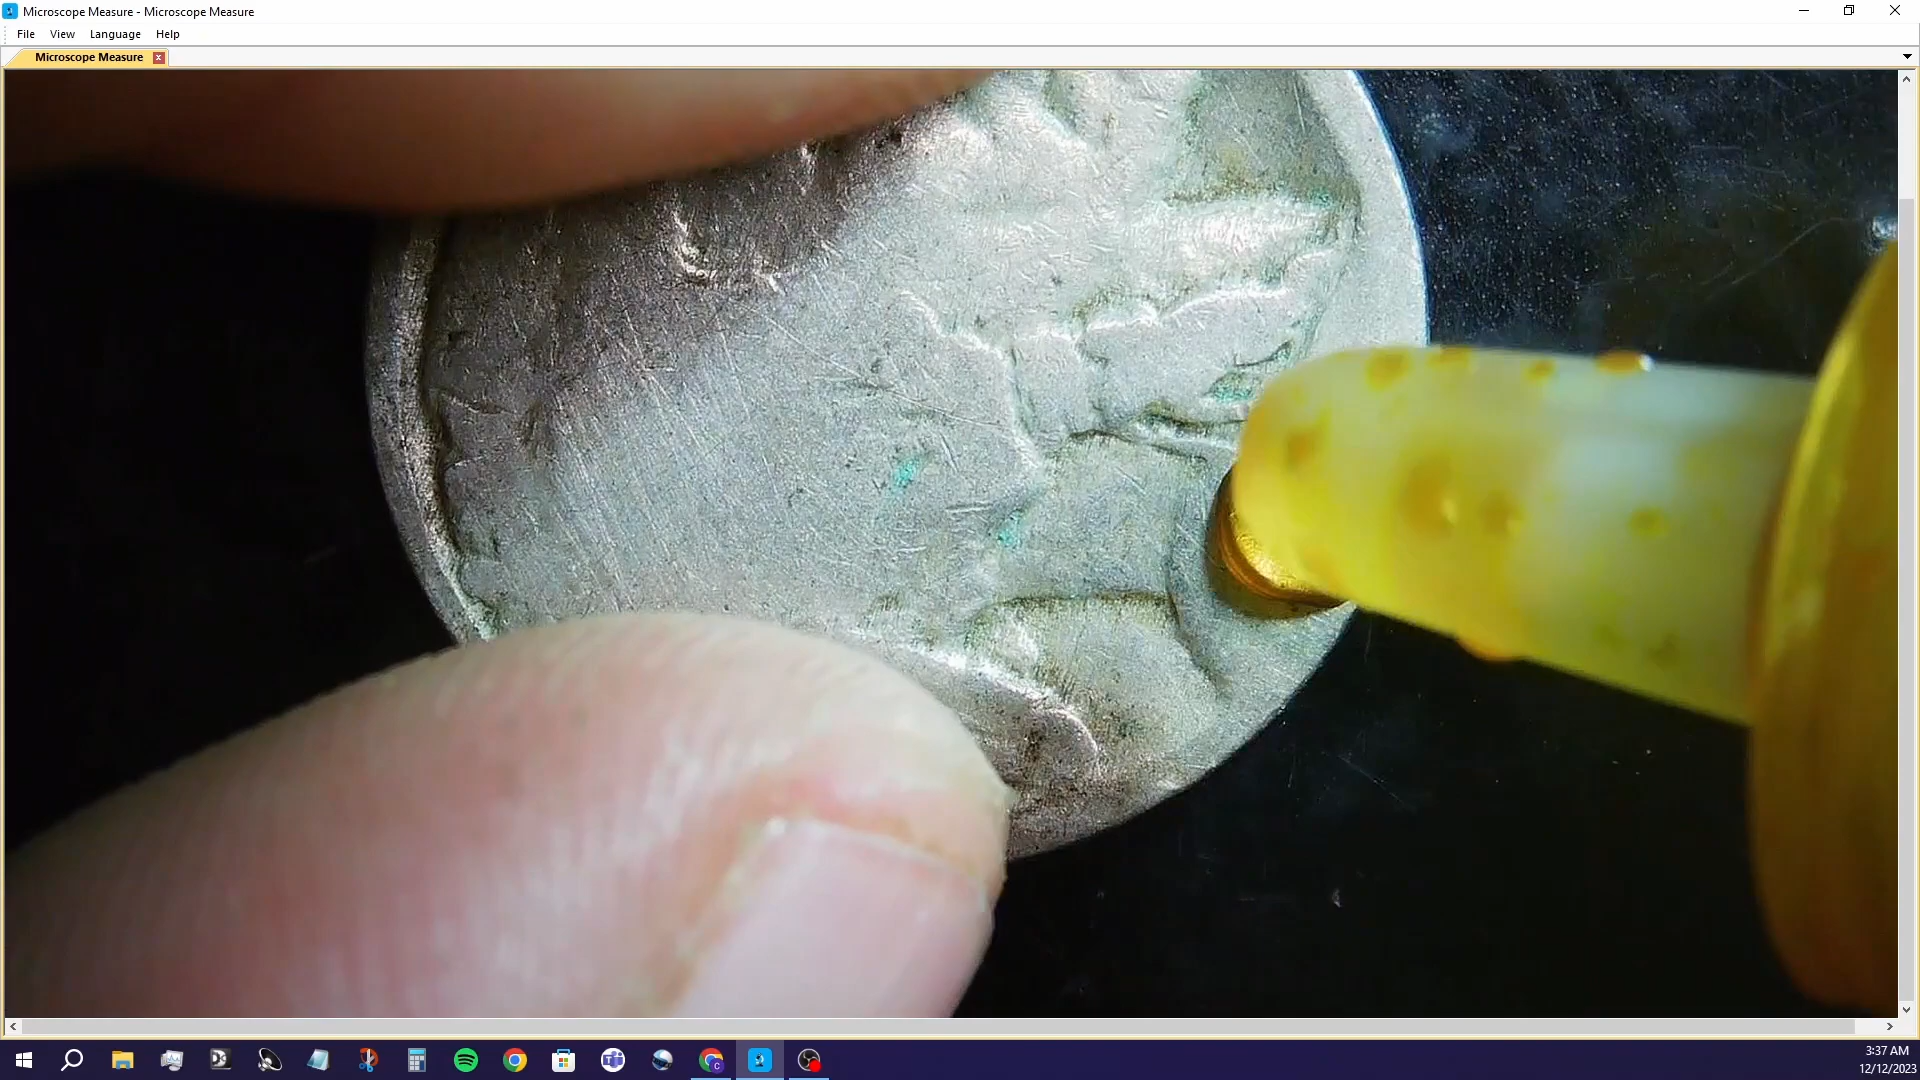 Microscope Measure - Microscope Measure
File View Language Help
Microscope Measure
3:37 AM
12/12/2023